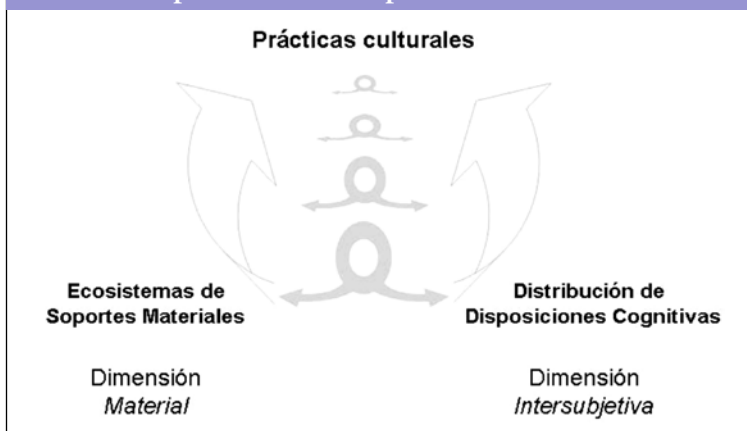 Prácticas culturales
Ecosistemas de
Soportes Materiales
Distribución de
Disposiciones Cognitivas
Dimensión
Material
Dimensión
Intersubjetiva